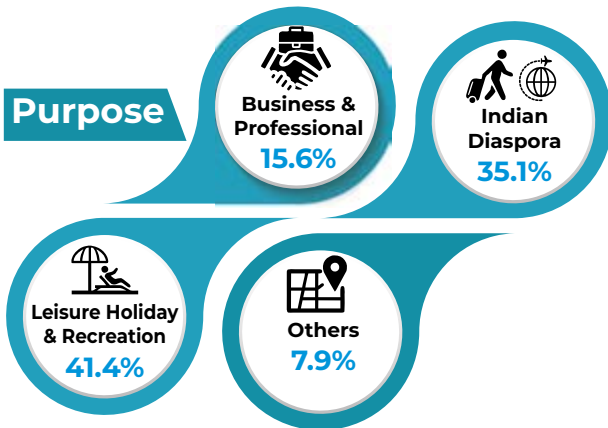 Purpose
Business &
Professional
15.6%
Indian
Diaspora
35.1%
Leisure Holiday
& Recreation
41.4%
Others
7.9%